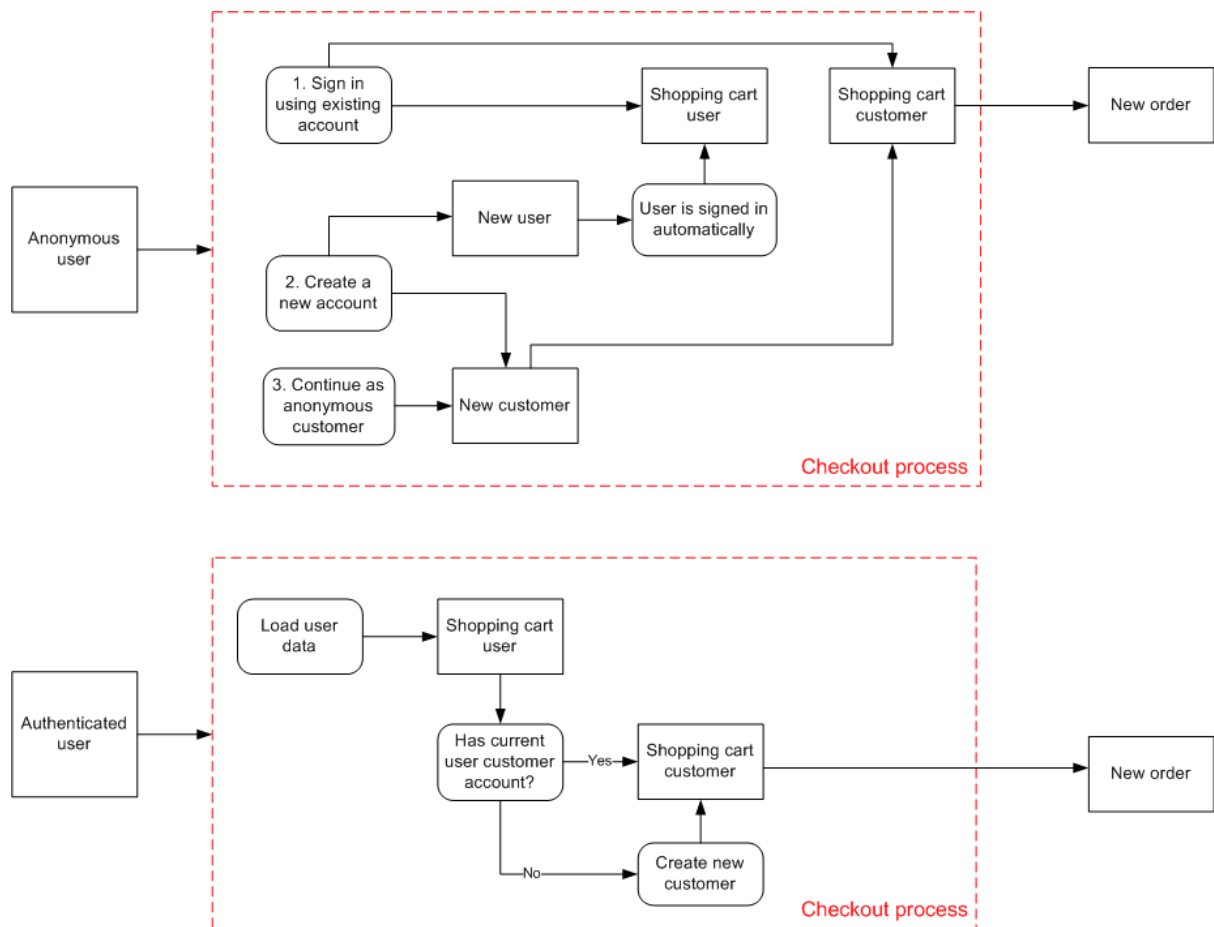 1. Sign in
using existing
account
Shopping cart
user
Shopping cart
customer
New order
Anonymous
user
New user
User is signed in
automatically
2. Create a
new account
3. Continue as
anonymous
customer
New customer
Checkout process
Load user
data
Shopping cart
user
Authenticated
user
Has current
user customer
account?
Yes
Shopping cart
customer
New order
No
Create new
customer
Checkout process